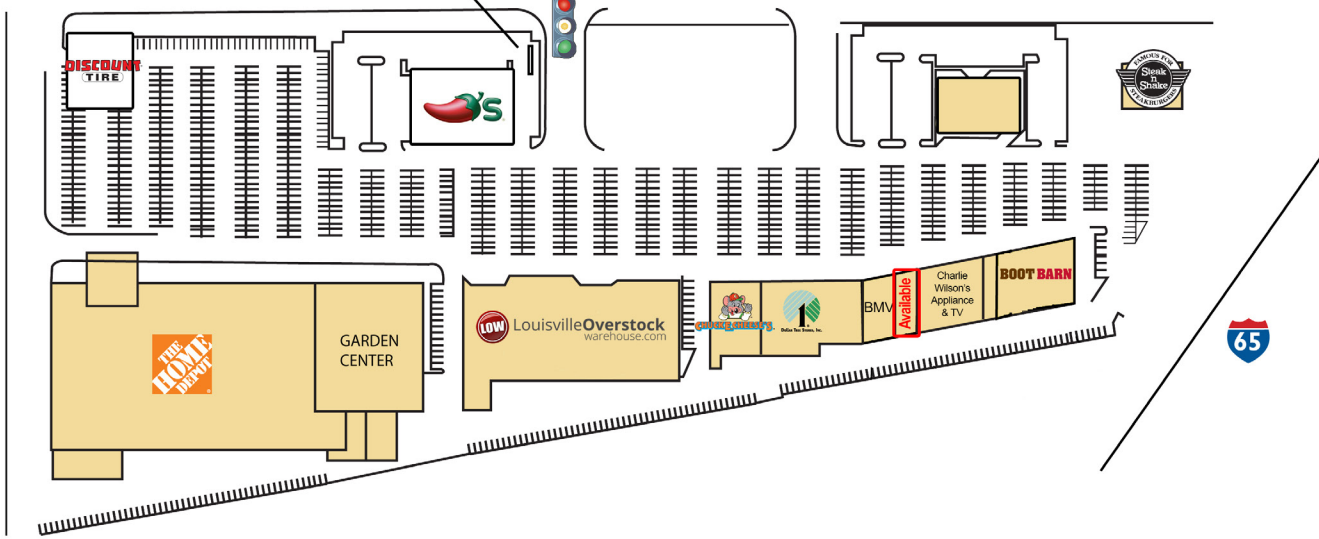 DISCOUNT
TIRE
S
FAMOUS FOR
Steak
n
Shake
STEAKBURGERS
THE
HOME
DEPOT
GARDEN
CENTER
LOW
LouisvilleOverstock
warehouse.com
CHUCK E. CHEESE'S
1
Dollar Tree Stores, Inc.
BMV
Available
Charlie
Wilson's
Appliance
& TV
BOOT BARN
65